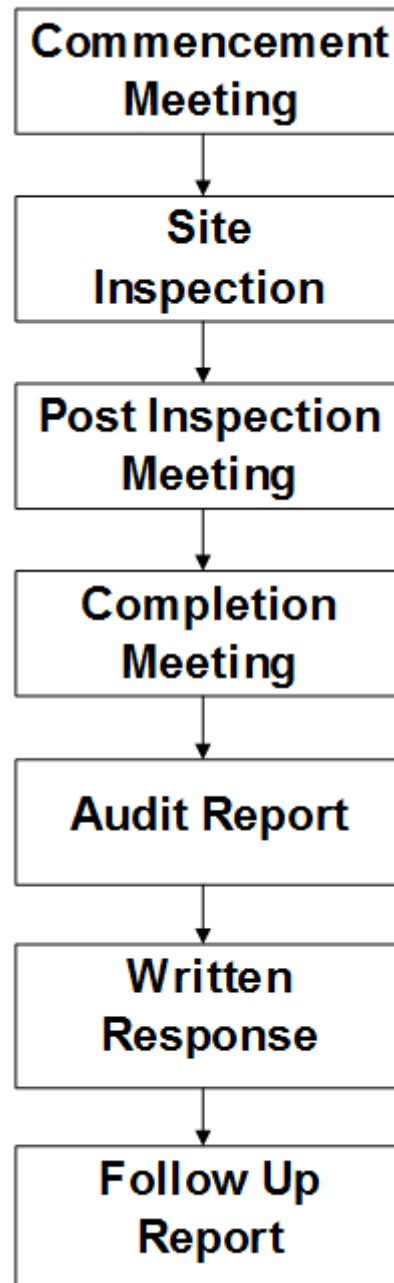 Commencement
Meeting
Site
Inspection
Post Inspection
Meeting
Completion
Meeting
Audit Report
Written
Response
Follow Up
Report